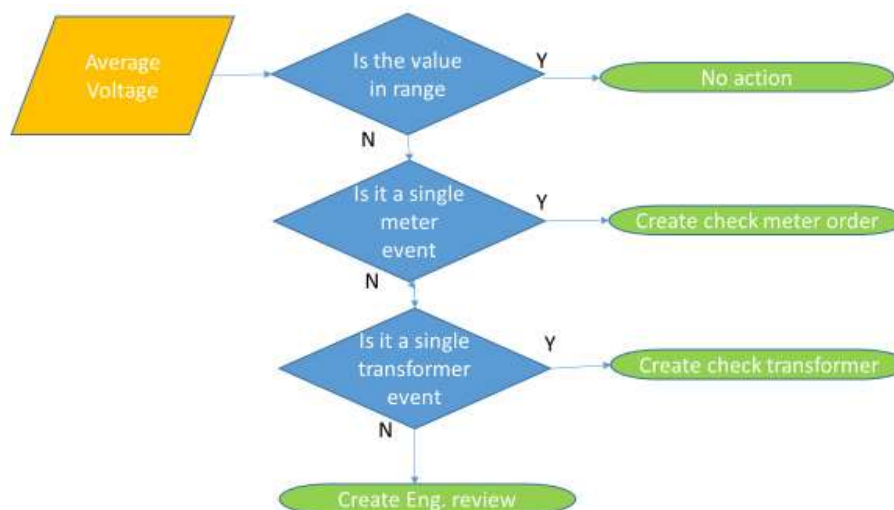 Average
Voltage
Is the value
in range
Y
No action
N
Is it a single
meter
event
Y
Create check meter order
N
Is it a single
transformer
event
Y
Create check transformer
N
Create Eng. review